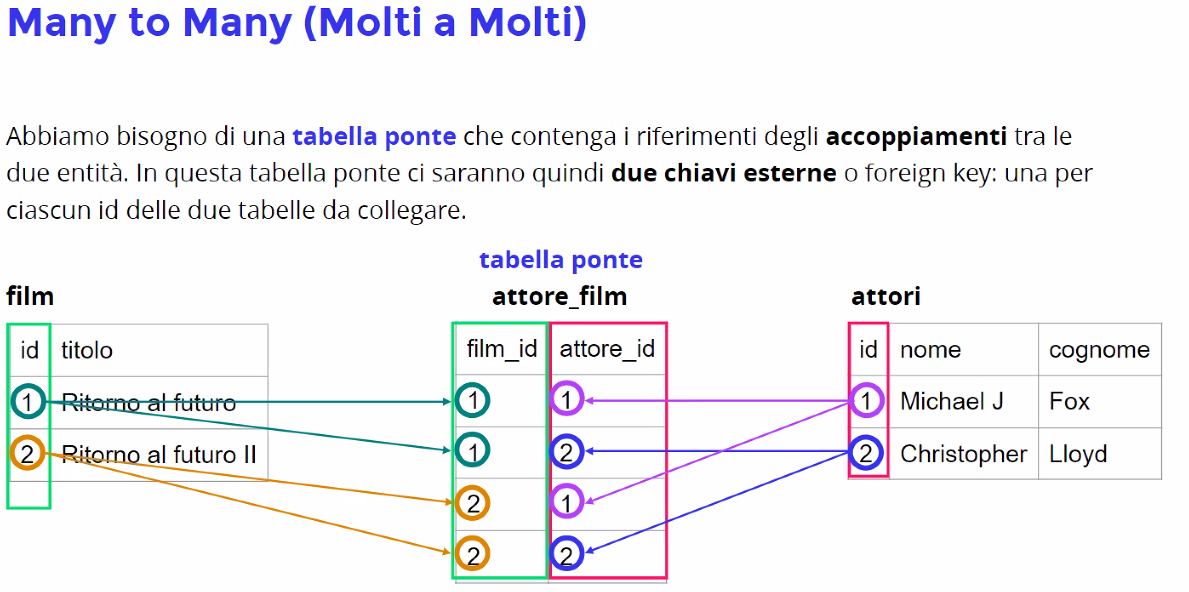 Many to Many (Molti a Molti)
Abbiamo bisogno di una tabella ponte che contenga i riferimenti degli accoppiamenti tra le
due entità. In questa tabella ponte ci saranno quindi due chiavi esterne o foreign key: una per
ciascun id delle due tabelle da collegare.
tabella ponte
film
id titolo
1 Ritorno al futuro
2 Ritorno al futuro II
attore_film
film_id attore_id
1 1
1 2
2 1
2 2
attori
id nome cognome
1 Michael J Fox
2 Christopher Lloyd